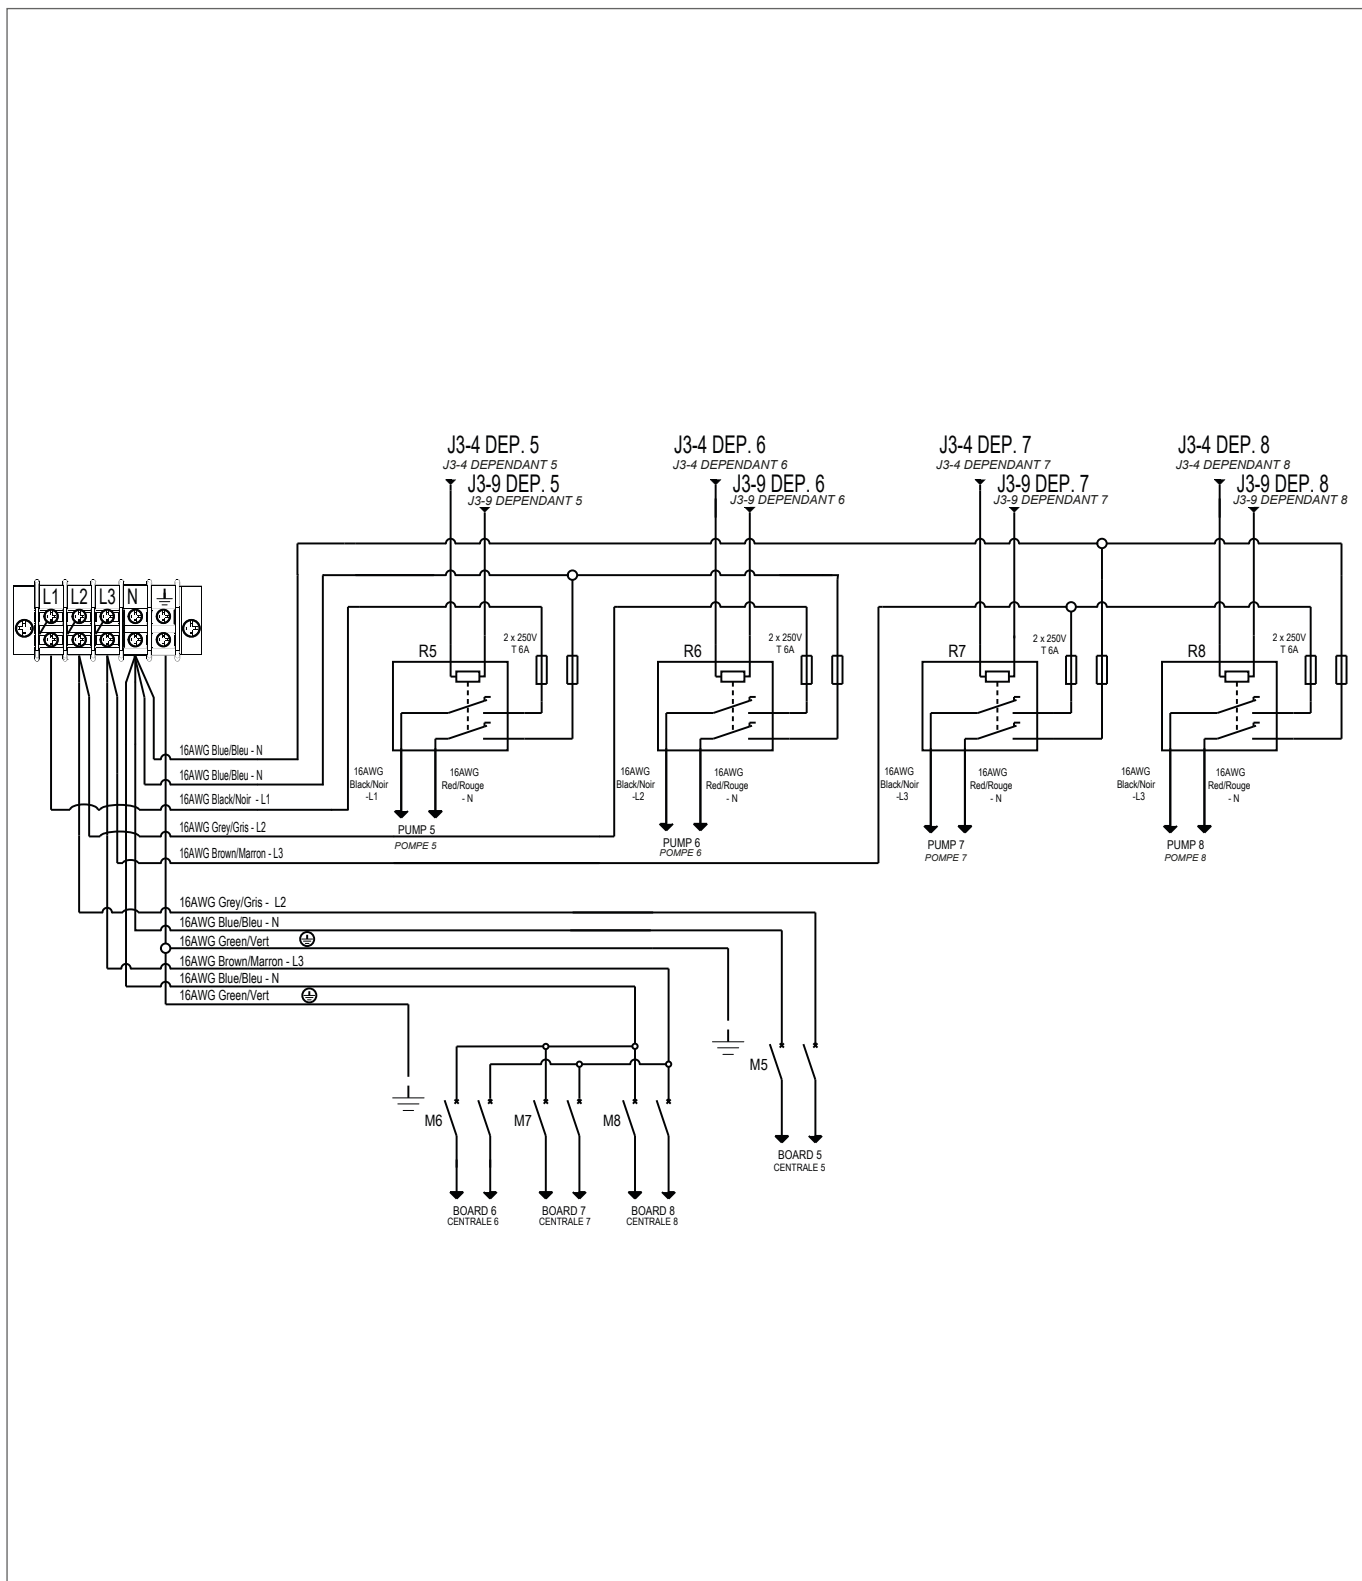 J3-4 DEP. 5
J3-4 DEPENDANT 5
J3-9 DEP. 5
J3-9 DEPENDANT 5
J3-4 DEP. 6
J3-4 DEPENDANT 6
J3-9 DEP. 6
J3-9 DEPENDANT 6
J3-4 DEP. 7
J3-4 DEPENDANT 7
J3-9 DEP. 7
J3-9 DEPENDANT 7
J3-4 DEP. 8
J3-4 DEPENDANT 8
J3-9 DEP. 8
J3-9 DEPENDANT 8
L1 L2 L3 N
R5
2 x 250V
T 6A
R6
2 x 250V
T 6A
R7
2 x 250V
T 6A
R8
2 x 250V
T 6A
16AWG Blue/Bleu - N
16AWG Blue/Bleu - N
16AWG Black/Noir - L1
16AWG Grey/Gris - L2
16AWG Brown/Marron - L3
16AWG
Black/Noir
-L1
16AWG
Red/Rouge
- N
PUMP 5
POMPE 5
16AWG
Black/Noir
-L2
16AWG
Red/Rouge
- N
PUMP 6
POMPE 6
16AWG
Black/Noir
-L3
16AWG
Red/Rouge
- N
PUMP 7
POMPE 7
16AWG
Black/Noir
-L3
16AWG
Red/Rouge
- N
PUMP 8
POMPE 8
16AWG Grey/Gris - L2
16AWG Blue/Bleu - N
16AWG Green/Vert
16AWG Brown/Marron - L3
16AWG Blue/Bleu - N
16AWG Green/Vert
M5
BOARD 5
CENTRALE 5
M6
M7
M8
BOARD 6
CENTRALE 6
BOARD 7
CENTRALE 7
BOARD 8
CENTRALE 8